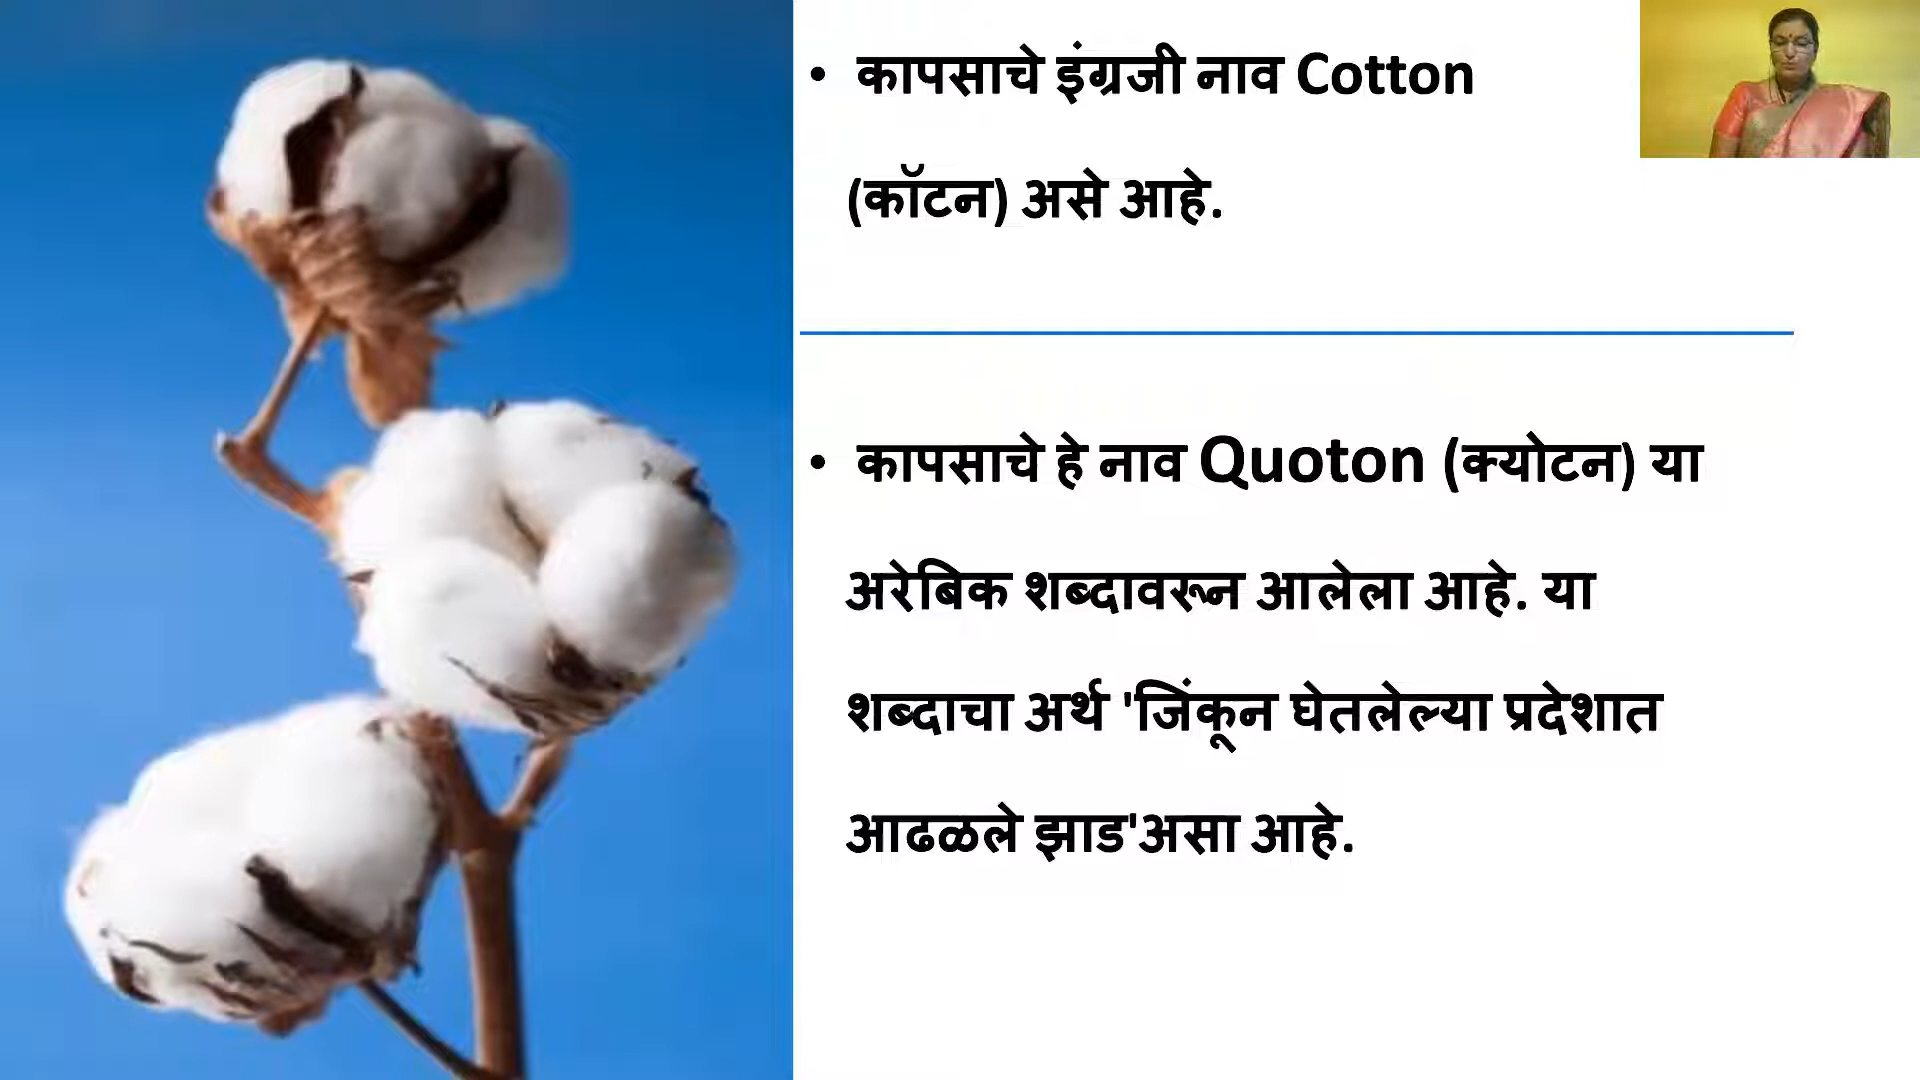 • कापसाचे इंग्रजी नाव Cotton
(कॉटन) असे आहे.
• कापसाचे हे नाव Quoton (क्योटन) या
अरेबिक शब्दावरून आलेला आहे. या
शब्दाचा अर्थ 'जिंकून घेतलेल्या प्रदेशात
आढळले झाड'असा आहे.